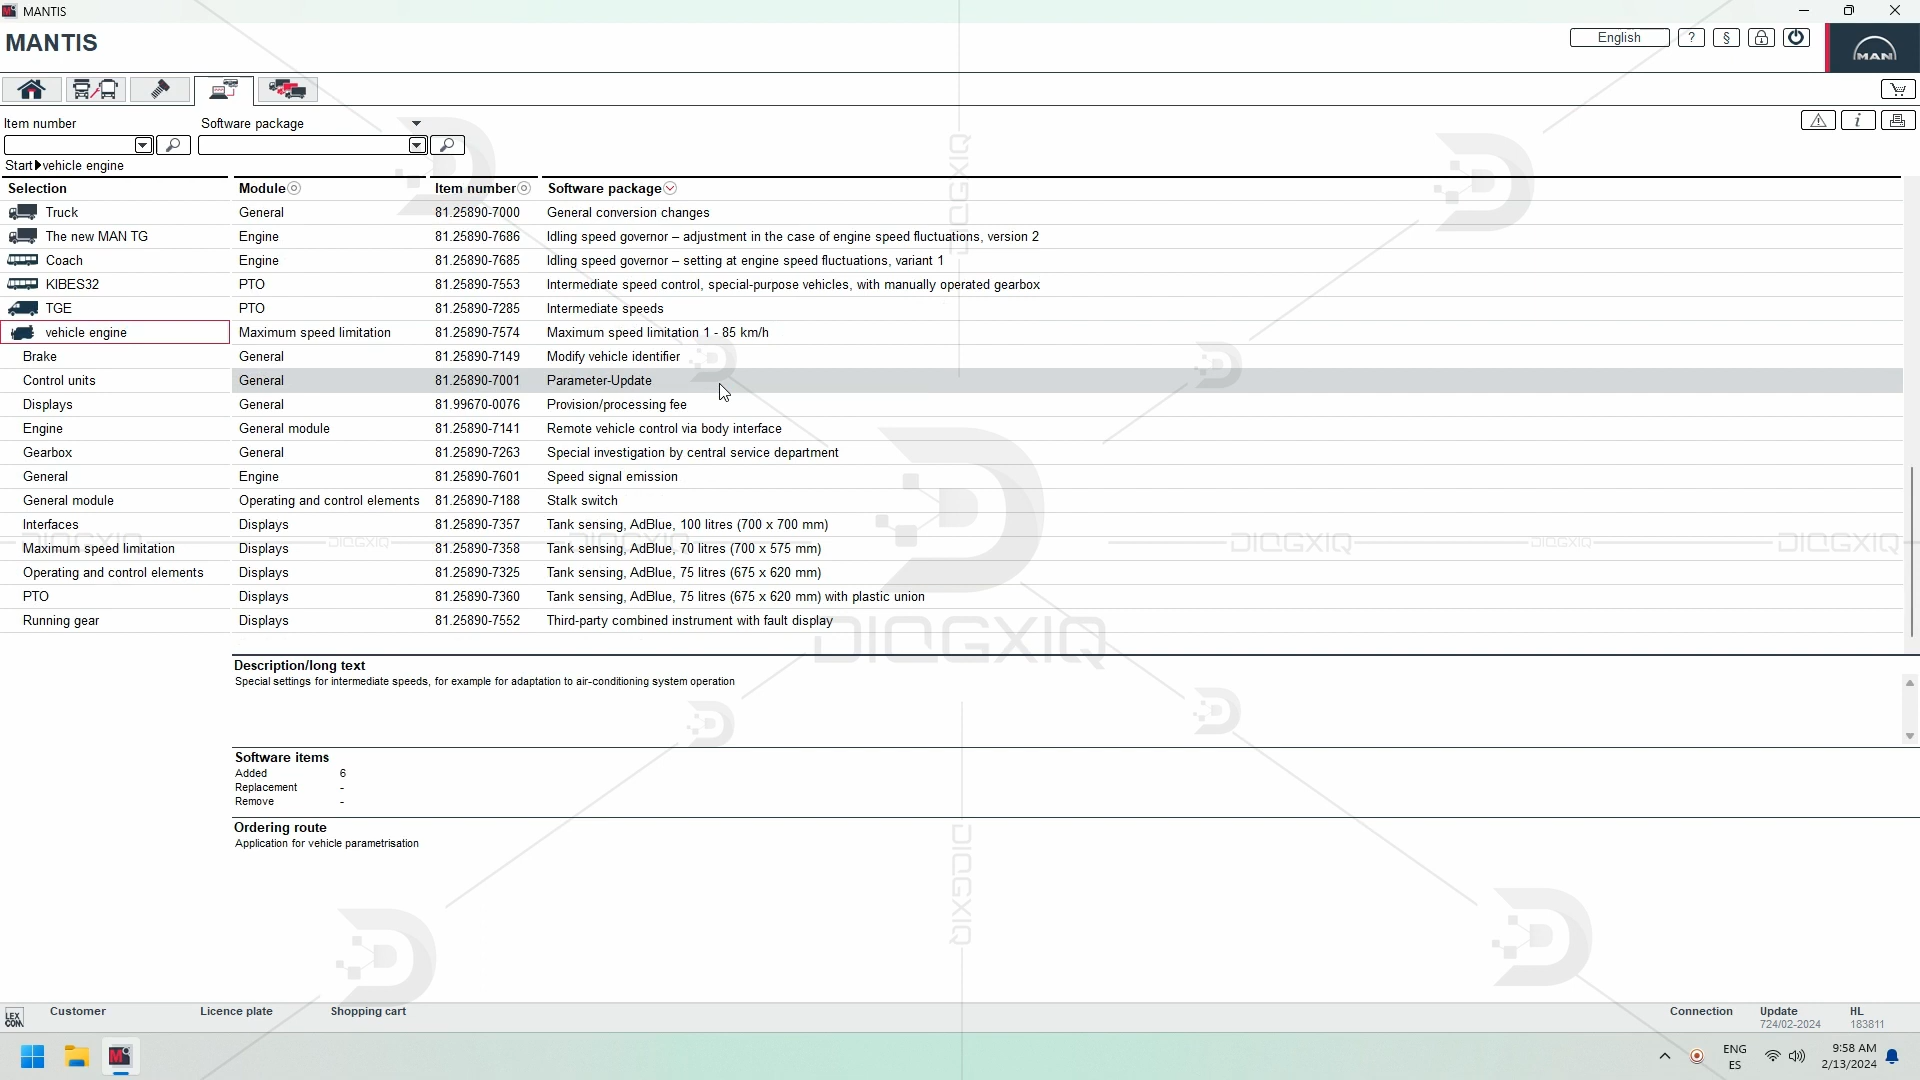 MANTIS
MANTIS
English ? §
MAN
Item number Software package
i
Start vehicle engine
Selection Module Item number Software package
Truck General 81.25890-7000 General conversion changes
The new MAN TG Engine 81.25890-7686 Idling speed governor – adjustment in the case of engine speed fluctuations, version 2
Coach Engine 81.25890-7685 Idling speed governor – setting at engine speed fluctuations, variant 1
KIBES32 PTO 81.25890-7553 Intermediate speed control, special-purpose vehicles, with manually operated gearbox
TGE PTO 81.25890-7285 Intermediate speeds
vehicle engine Maximum speed limitation 81.25890-7574 Maximum speed limitation 1 - 85 km/h
Brake General 81.25890-7149 Modify vehicle identifier
Control units General 81.25890-7001 Parameter-Update
Displays General 81.99670-0076 Provision/processing fee
Engine General module 81.25890-7141 Remote vehicle control via body interface
Gearbox General 81.25890-7263 Special investigation by central service department
General Engine 81.25890-7601 Speed signal emission
General module Operating and control elements 81.25890-7188 Stalk switch
Interfaces Displays 81.25890-7357 Tank sensing, AdBlue, 100 litres (700 x 700 mm)
Maximum speed limitation Displays 81.25890-7358 Tank sensing, AdBlue, 70 litres (700 x 575 mm)
Operating and control elements Displays 81.25890-7325 Tank sensing, AdBlue, 75 litres (675 x 620 mm)
PTO Displays 81.25890-7360 Tank sensing, AdBlue, 75 litres (675 x 620 mm) with plastic union
Running gear Displays 81.25890-7552 Third-party combined instrument with fault display
DIAGXIQ
Description/long text
Special settings for intermediate speeds, for example for adaptation to air-conditioning system operation
Software items
Added 6
Replacement -
Remove -
Ordering route
Application for vehicle parametrisation
LEX COM Customer Licence plate Shopping cart Connection Update HL
724/02-2024 183811
ENG 9:58 AM
ES 2/13/2024